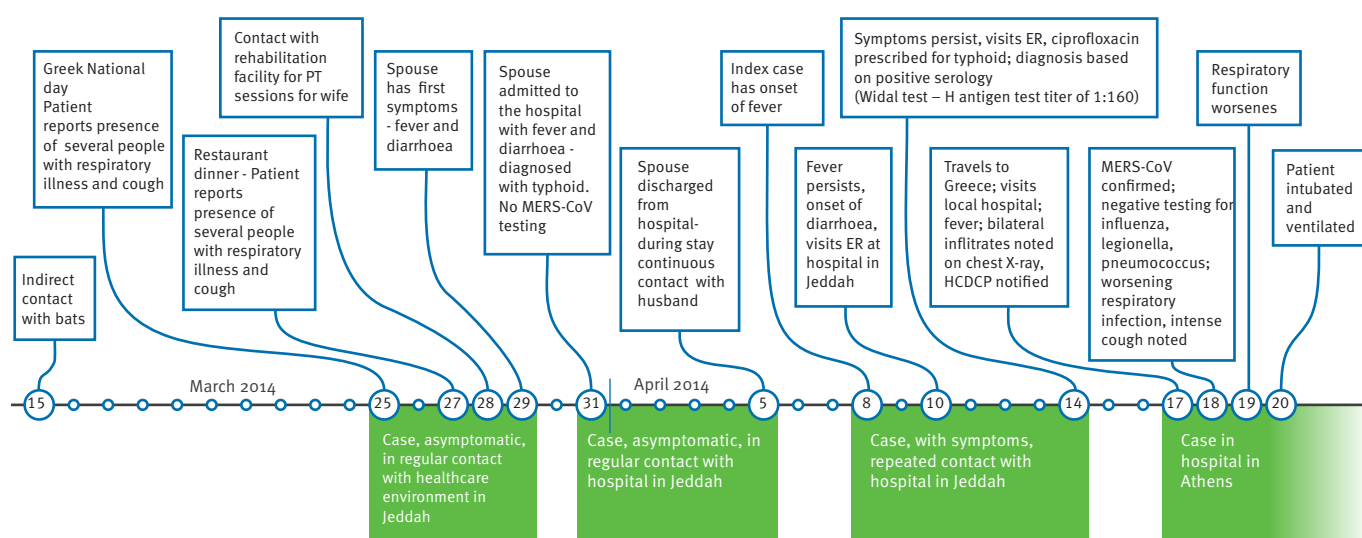 Indirect
contact
with bats
Greek National
day
Patient
reports presence
of several people
with respiratory
illness and cough
Restaurant
dinner - Patient
reports
presence of
several people
with respiratory
illness and
cough
Contact with
rehabilitation
facility for PT
sessions for wife
Spouse
has first
symptoms
- fever and
diarrhoea
Spouse
admitted to
the hospital
with fever and
diarrhoea -
diagnosed
with typhoid.
No MERS-CoV
testing
Spouse
discharged
from
hospital-
during stay
continuous
contact with
husband
Index case
has onset
of fever
Fever
persists,
onset of
diarrhoea,
visits ER at
hospital in
Jeddah
Symptoms persist, visits ER, ciprofloxacin
prescribed for typhoid; diagnosis based
on positive serology
(Widal test – H antigen test titer of 1:160)
Travels to
Greece; visits
local hospital;
fever; bilateral
inflitrates noted
on chest X-ray,
HCDCP notified
MERS-CoV
confirmed;
negative testing for
influenza,
legionella,
pneumococcus;
worsening
respiratory
infection, intense
cough noted
Respiratory
function
worsenes
Patient
intubated
and
ventilated
March 2014
April 2014
15
25
27
28
29
31
5
8
10
14
17
18
19
20
Case, asymptomatic,
in regular contact
with healthcare
environment in
Jeddah
Case, asymptomatic, in
regular contact with
hospital in Jeddah
Case, with symptoms,
repeated contact with
hospital in Jeddah
Case in
hospital in
Athens